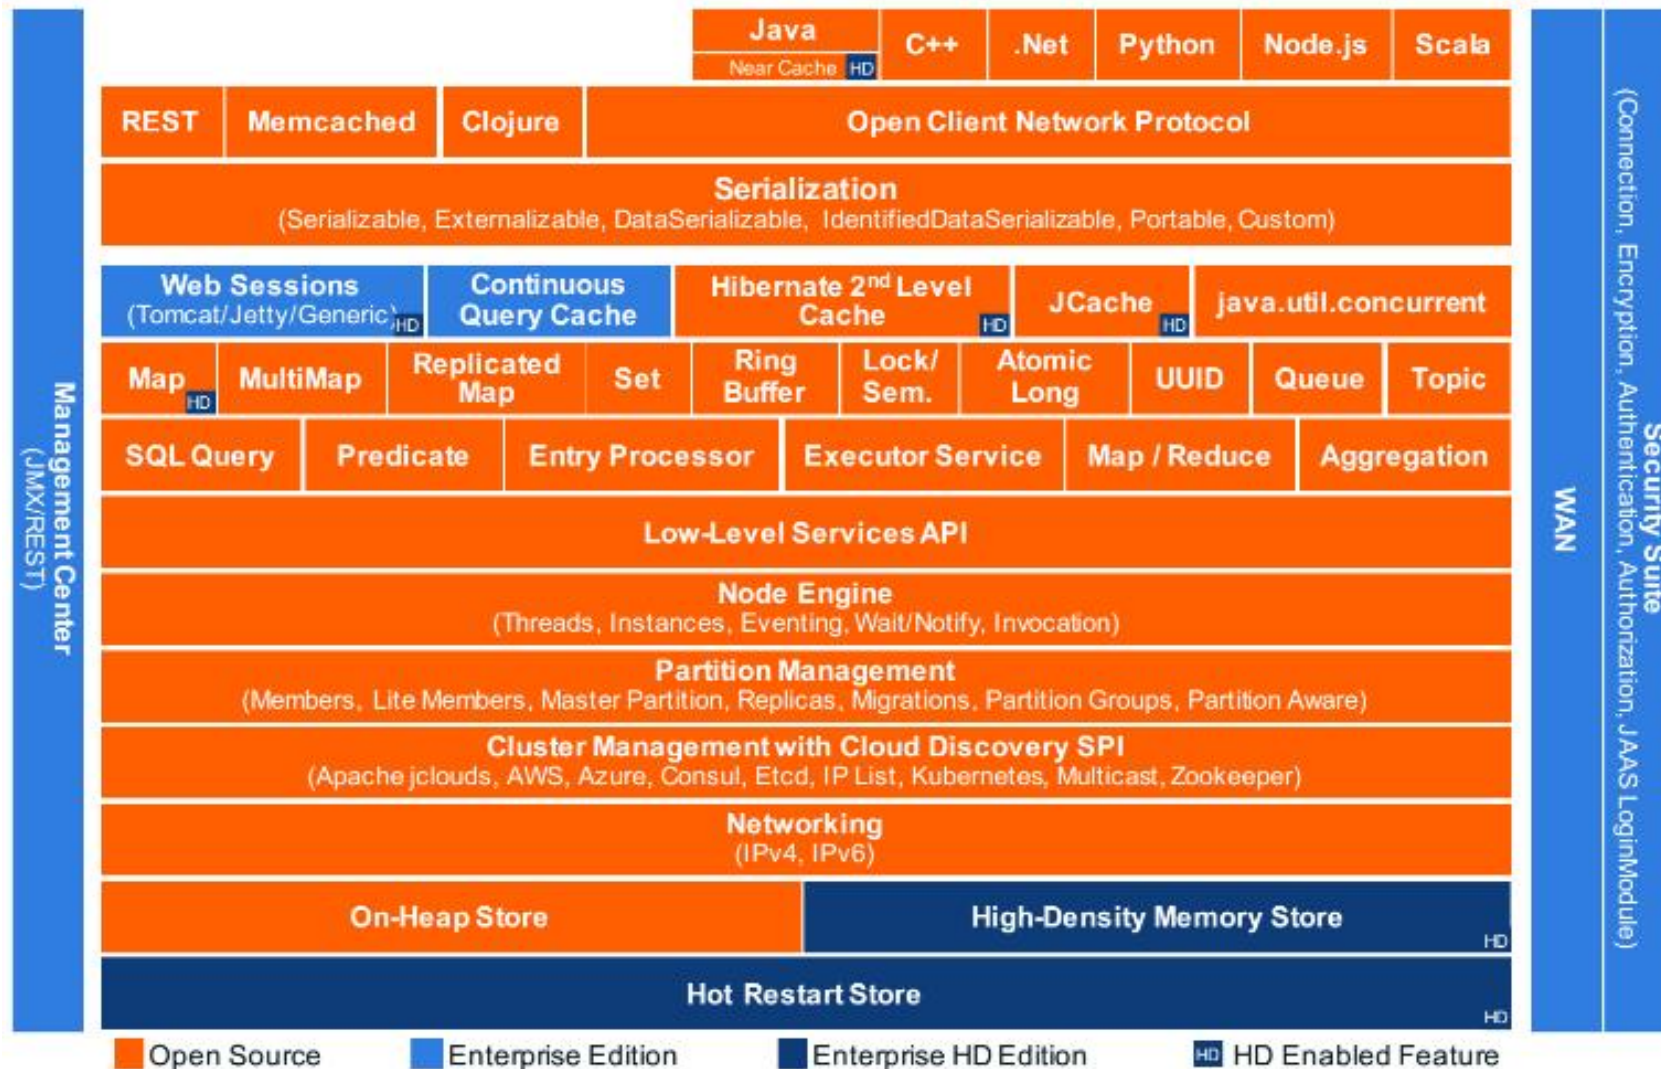 Java
Near Cache HD
C++
.Net
Python
Node.js
Scala
REST
Memcached
Clojure
Open Client Network Protocol
Serialization
(Serializable, Externalizable, DataSerializable, IdentifiedDataSerializable, Portable, Custom)
Web Sessions
(Tomcat/Jetty/Generic)
HD
Continuous
Query Cache
Hibernate 2nd Level
Cache
HD
JCache
HD
java.util.concurrent
Map
HD
MultiMap
Replicated
Map
Set
Ring
Buffer
Lock/
Sem.
Atomic
Long
UUID
Queue
Topic
SQL Query
Predicate
Entry Processor
Executor Service
Map / Reduce
Aggregation
Low-Level Services API
Node Engine
(Threads, Instances, Eventing, Wait/Notify, Invocation)
Partition Management
(Members, Lite Members, Master Partition, Replicas, Migrations, Partition Groups, Partition Aware)
Cluster Management with Cloud Discovery SPI
(Apache jclouds, AWS, Azure, Consul, Etcd, IP List, Kubernetes, Multicast, Zookeeper)
Networking
(IPv4, IPv6)
On-Heap Store
High-Density Memory Store
HD
Hot Restart Store
HD
Management Center
(JMX/REST)
WAN
Security Suite
(Connection, Encryption, Authentication, Authorization, JAAS LoginModule)
Open Source
Enterprise Edition
Enterprise HD Edition
HD HD Enabled Feature